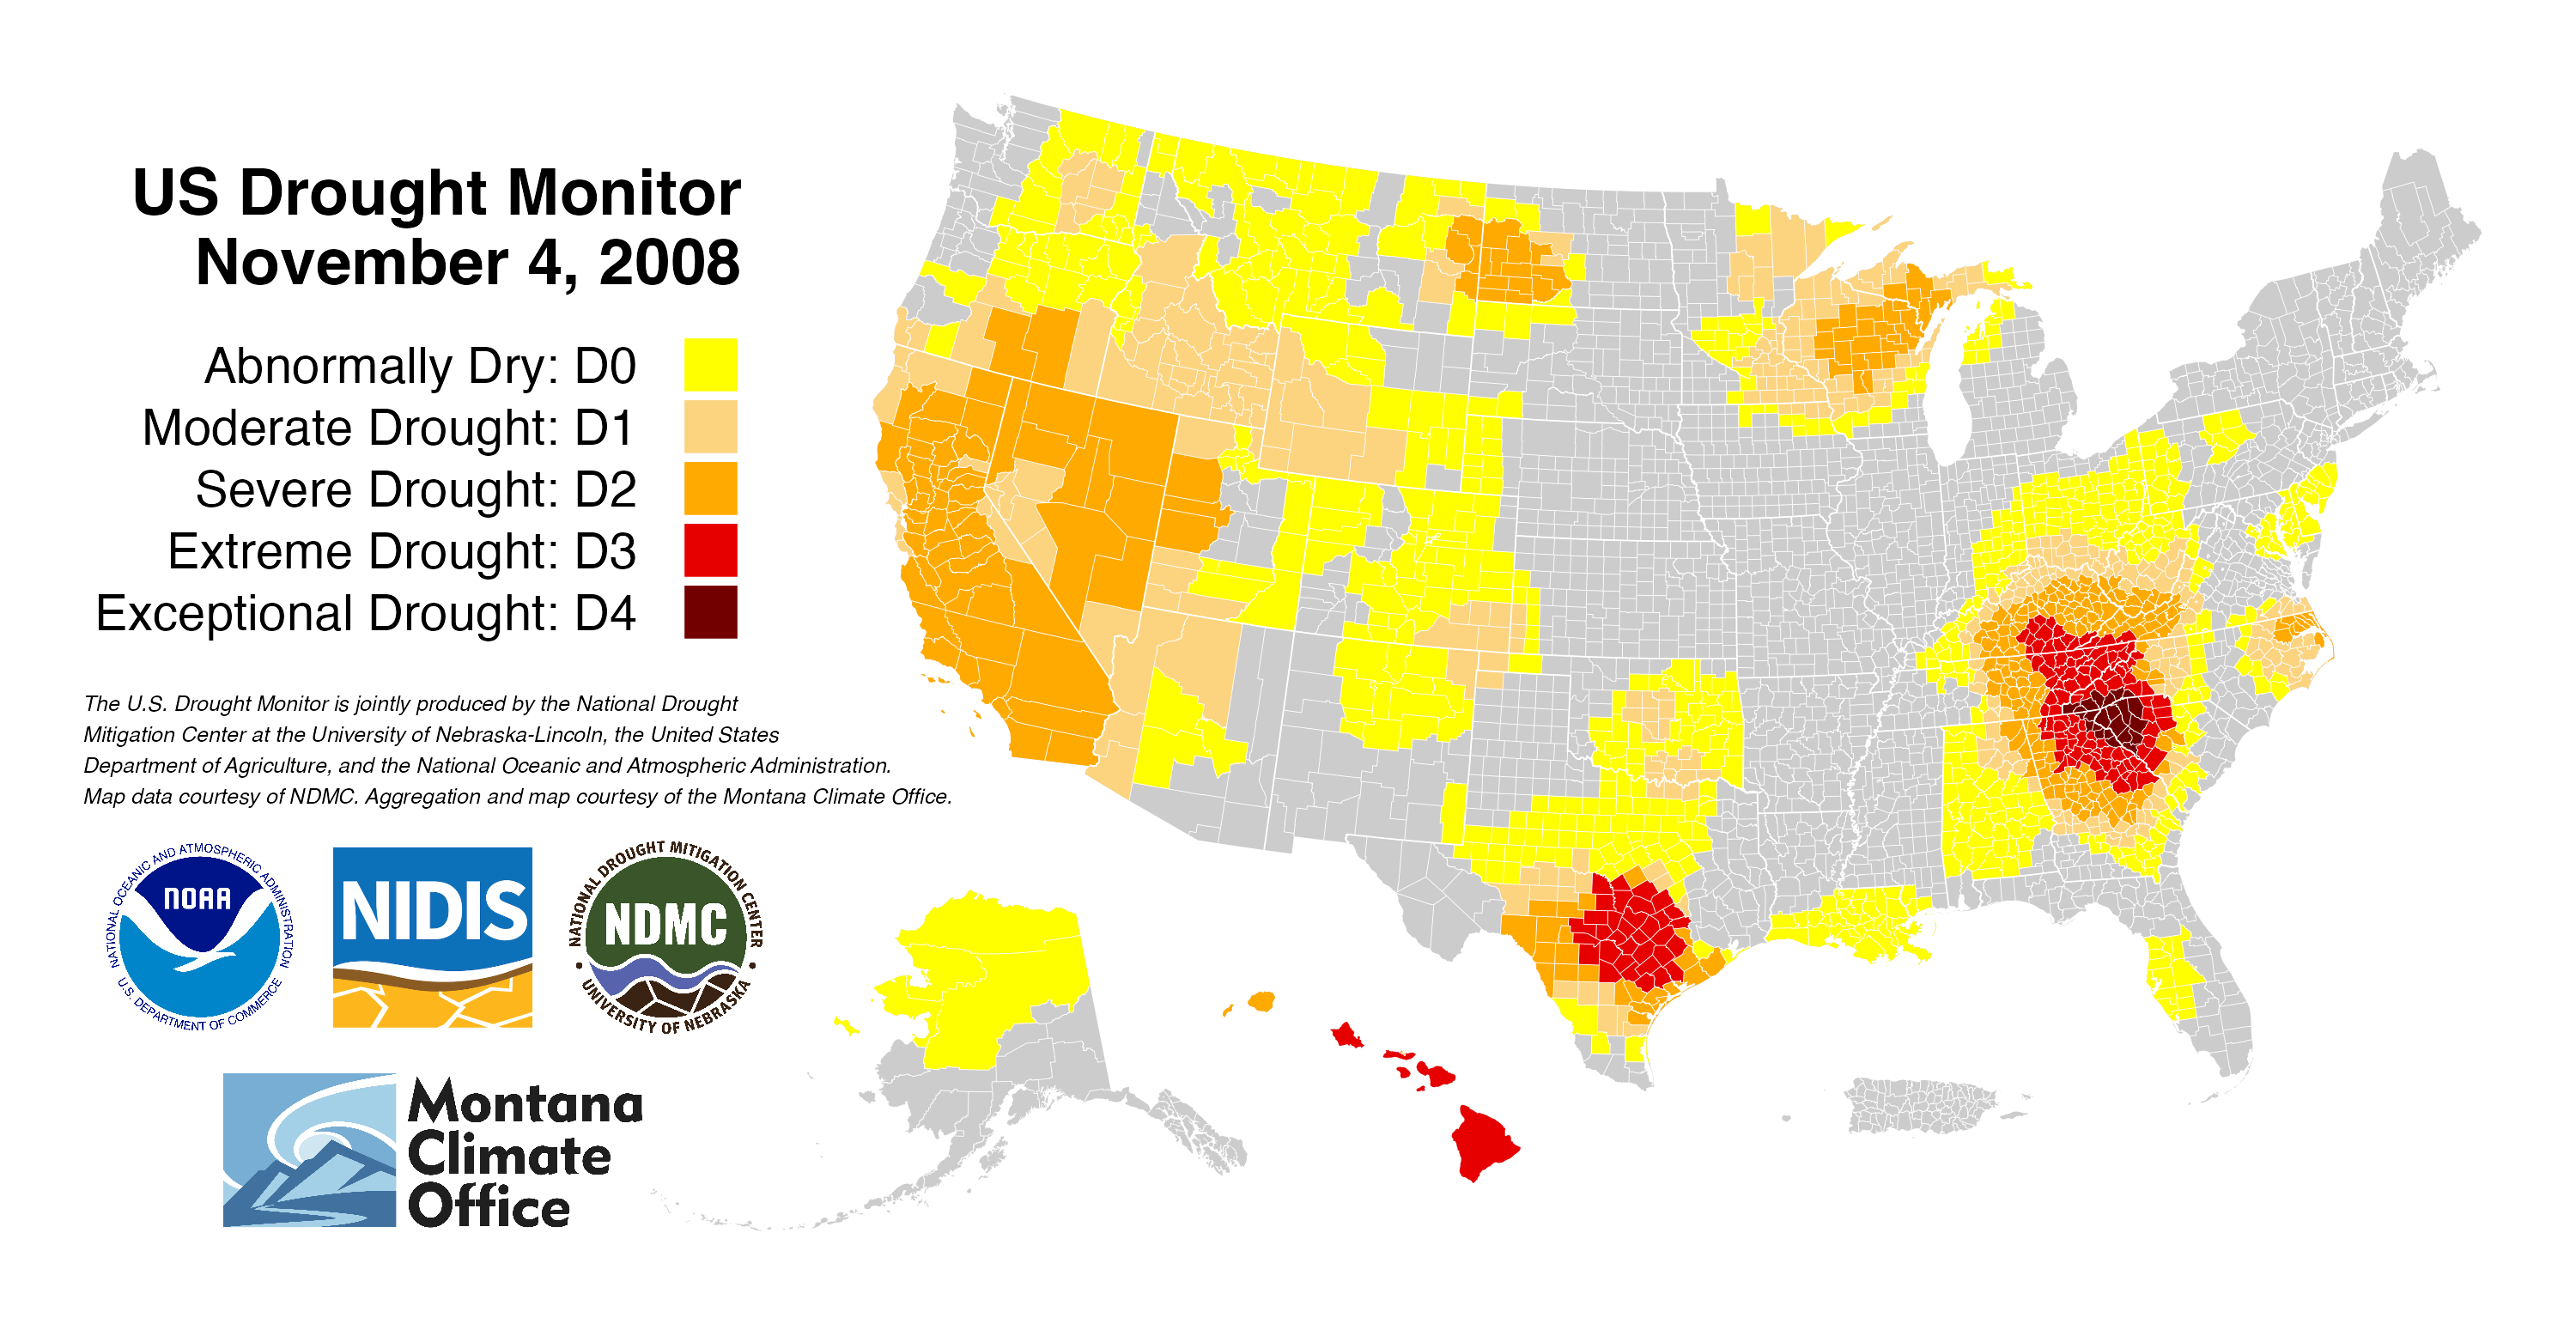 US Drought Monitor
November 4, 2008
Abnormally Dry: D0
Moderate Drought: D1
Severe Drought: D2
Extreme Drought: D3
Exceptional Drought: D4
The U.S. Drought Monitor is jointly produced by the National Drought
Mitigation Center at the University of Nebraska-Lincoln, the United States
Department of Agriculture, and the National Oceanic and Atmospheric Administration.
Map data courtesy of NDMC. Aggregation and map courtesy of the Montana Climate Office.
NATIONAL OCEANIC AND ATMOSPHERIC ADMINISTRATION
NOAA
U.S. DEPARTMENT OF COMMERCE
NIDIS
NATIONAL DROUGHT MITIGATION CENTER
NDMC
UNIVERSITY OF NEBRASKA
Montana
Climate
Office